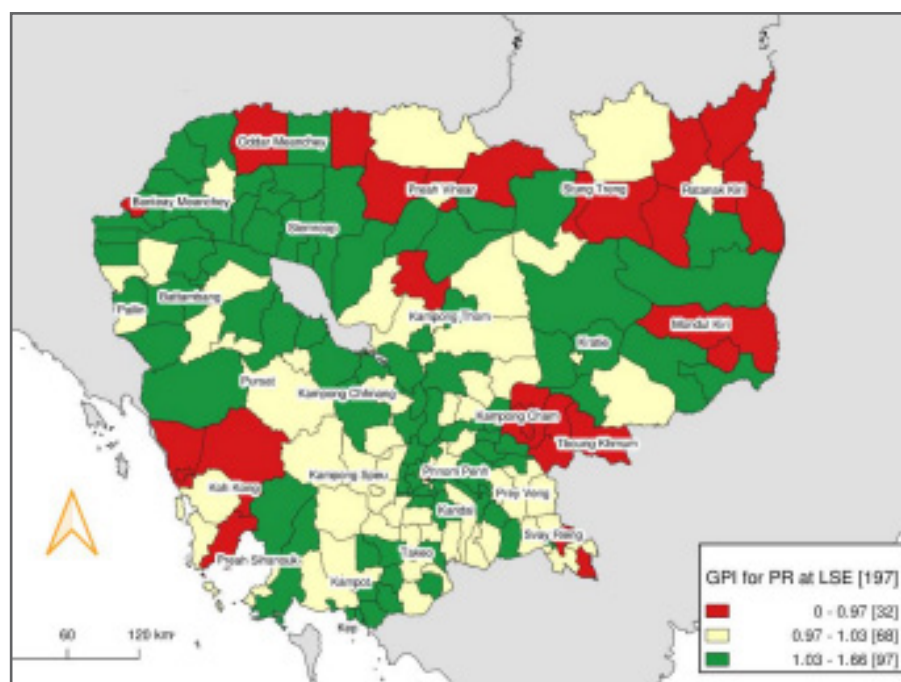 Oddar Meanchey
Preah Vihear
Stung Treng
Ratanak Kiri
Banteay Meanchey
Siemreap
Battambang
Pailin
Kampong Thom
Mondul Kiri
Kratie
Pursat
Kampong Chhnang
Kampong Cham
Tboung Khmum
Kampong Speu
Phnom Penh
Koh Kong
Prey Veng
Kandal
Svay Rieng
Preah Sihanouk
Takeo
Kampot
Kep
60 120 km
GPI for PR at LSE [197]
0 - 0.97 [32]
0.97 - 1.03 [68]
1.03 - 1.66 [97]